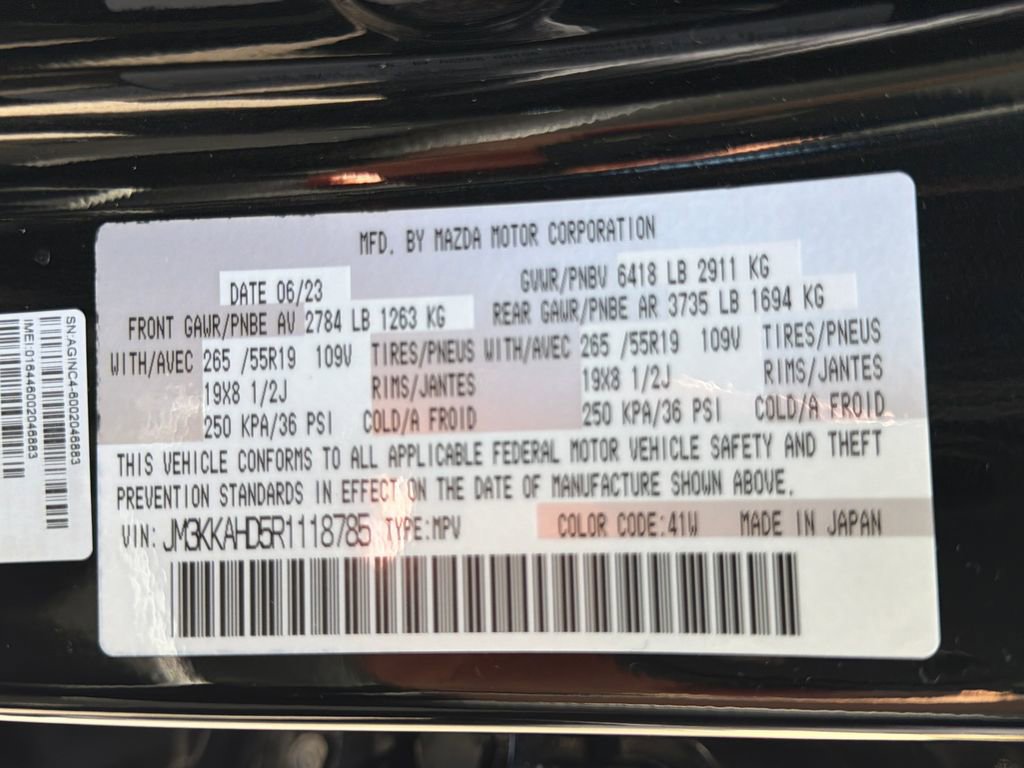 MFD. BY MAZDA MOTOR CORPORATION
DATE 06/23 GVWR/PNBV 6418 LB 2911 KG
FRONT GAWR/PNBE AV 2784 LB 1263 KG REAR GAWR/PNBE AR 3735 LB 1694 KG
WITH/AVEC 265 /55R19 109V TIRES/PNEUS WITH/AVEC 265 /55R19 109V TIRES/PNEUS
19X8 1/2J RIMS/JANTES 19X8 1/2J RIMS/JANTES
250 KPA/36 PSI COLD/A FROID 250 KPA/36 PSI COLD/A FROID
THIS VEHICLE CONFORMS TO ALL APPLICABLE FEDERAL MOTOR VEHICLE SAFETY AND THEFT
PREVENTION STANDARDS IN EFFECT ON THE DATE OF MANUFACTURE SHOWN ABOVE.
VIN: JM3KKAHD5R1118785 TYPE:MPV COLOR CODE:41W MADE IN JAPAN
SN:AGINC4-6002046883
IMEI:016446002046883